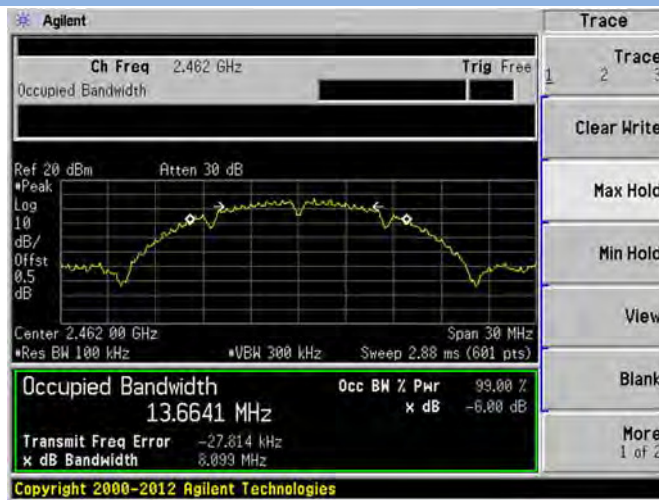 Agilent
Trace
Ch Freq 2.462 GHz Trig Free
Occupied Bandwidth
Trace
1 2 3
Clear Write
Max Hold
Min Hold
View
Blank
More
1 of 2
Ref 20 dBm Atten 30 dB
*Peak
Log
10
dB/
Offst
0.5
dB
Center 2.462 00 GHz Span 30 MHz
*Res BW 100 kHz *VBW 300 kHz Sweep 2.88 ms (601 pts)
Occupied Bandwidth Occ BW % Pwr 99.00 %
13.6641 MHz x dB -6.00 dB
Transmit Freq Error -27.814 kHz
x dB Bandwidth 8.099 MHz
Copyright 2000-2012 Agilent Technologies